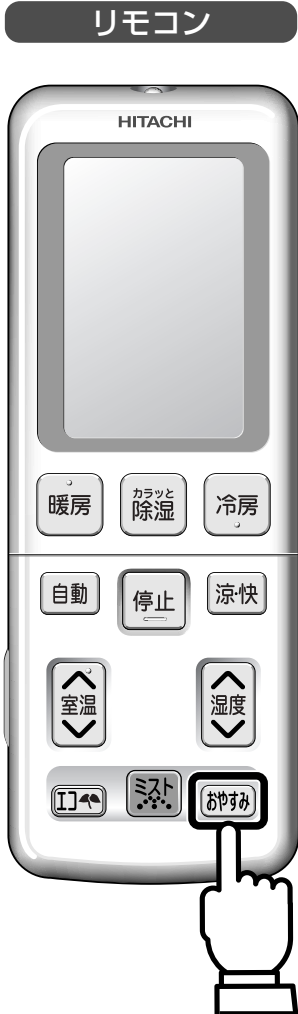 リモコン
HITACHI
暖房 カラッと除湿 冷房
自動 停止 涼快
室温 湿度
エコ ミスト おやすみ